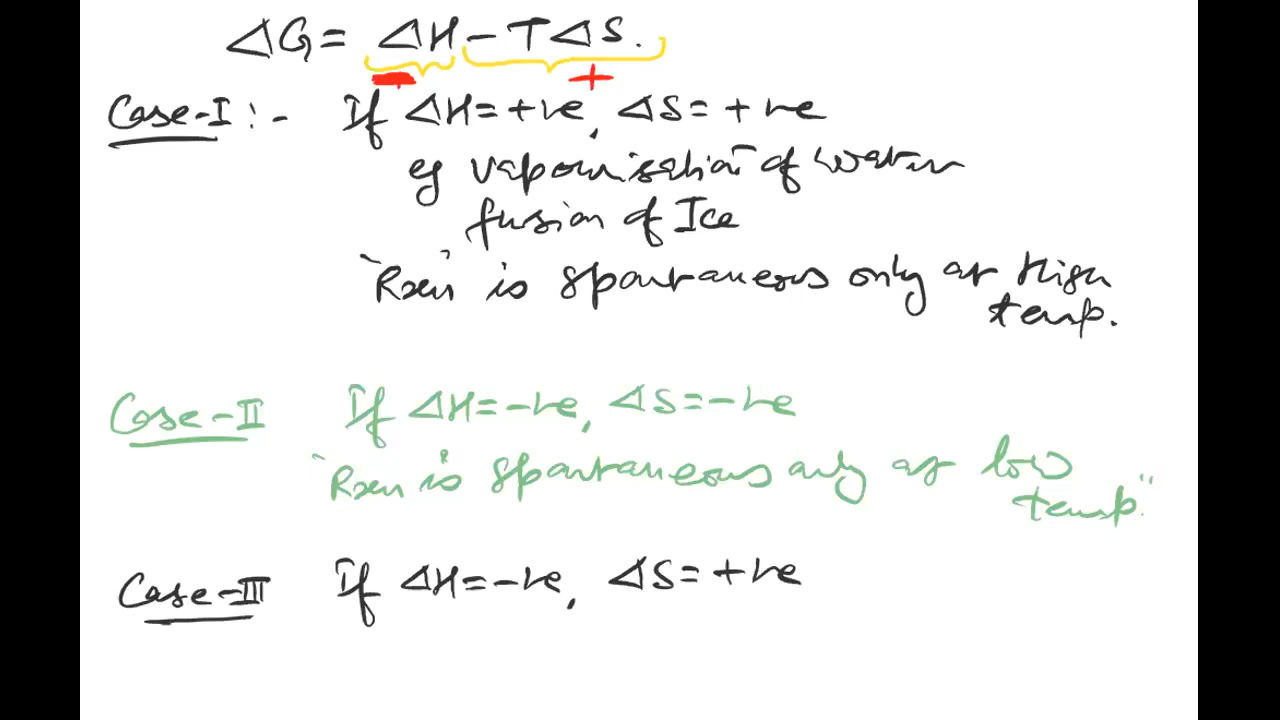 ΔG = ΔH - TΔS.
- +
Case-I :- If ΔH = +ve, ΔS = +ve
eg vapourisation of water
fusion of Ice
"Rxn" is spontaneous only at High
temp.
Case-II If ΔH = -ve, ΔS = -ve
"Rxn is spontaneous only at low
temp."
Case-III If ΔH = -ve, ΔS = +ve